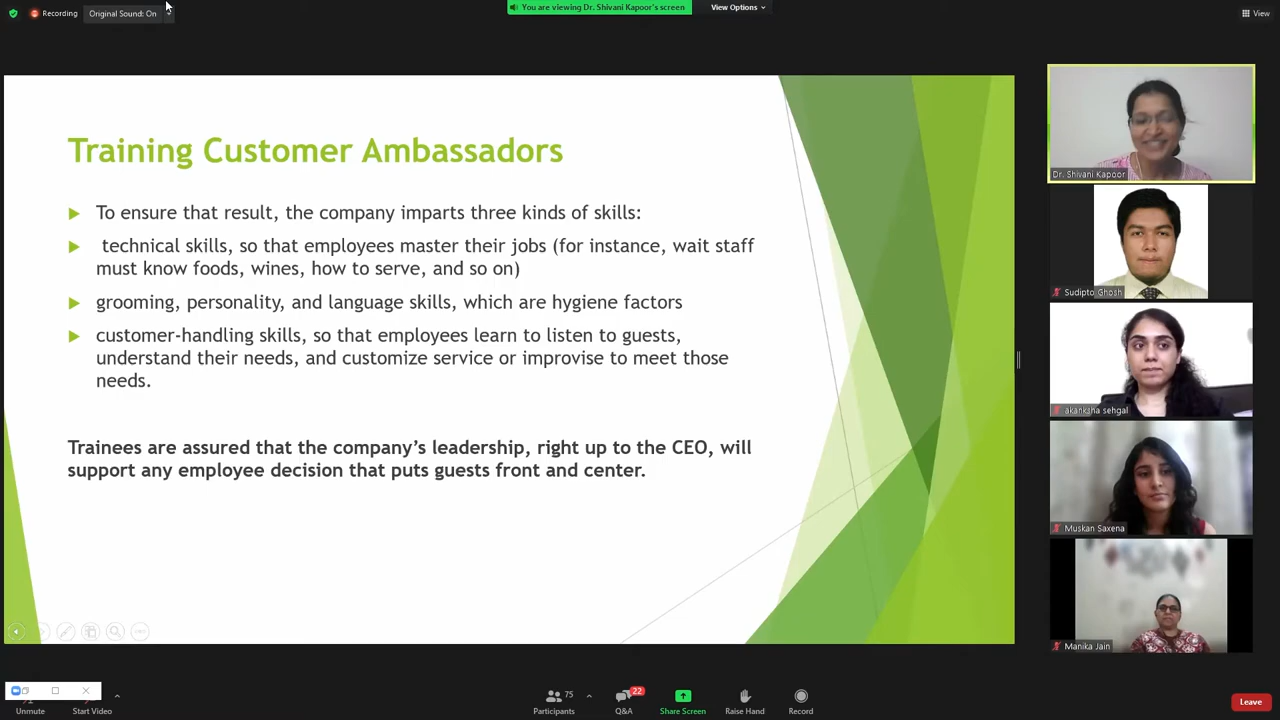 Recording
Original Sound: On
You are viewing Dr. Shivani Kapoor's screen
View Options
View
Training Customer Ambassadors
To ensure that result, the company imparts three kinds of skills:
technical skills, so that employees master their jobs (for instance, wait staff
must know foods, wines, how to serve, and so on)
grooming, personality, and language skills, which are hygiene factors
customer-handling skills, so that employees learn to listen to guests,
understand their needs, and customize service or improvise to meet those
needs.
Trainees are assured that the company’s leadership, right up to the CEO, will
support any employee decision that puts guests front and center.
Dr. Shivani Kapoor
Sudipto Ghosh
akanksha sehgal
Muskan Saxena
Manika Jain
Unmute
Start Video
75
Participants
22
Q&A
Share Screen
Raise Hand
Record
Leave